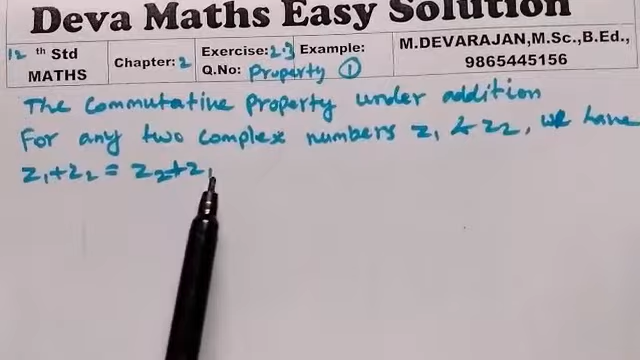 Deva Maths Easy Solution
12 th Std MATHS
Chapter: 2
Exercise: 2.3 Example:
Q.No: Property ①
M.DEVARAJAN,M.Sc.,B.Ed.,
9865445156
The commutative property under addition
For any two complex numbers z₁ & z₂, we have
z₁+z₂ = z₂+z₁